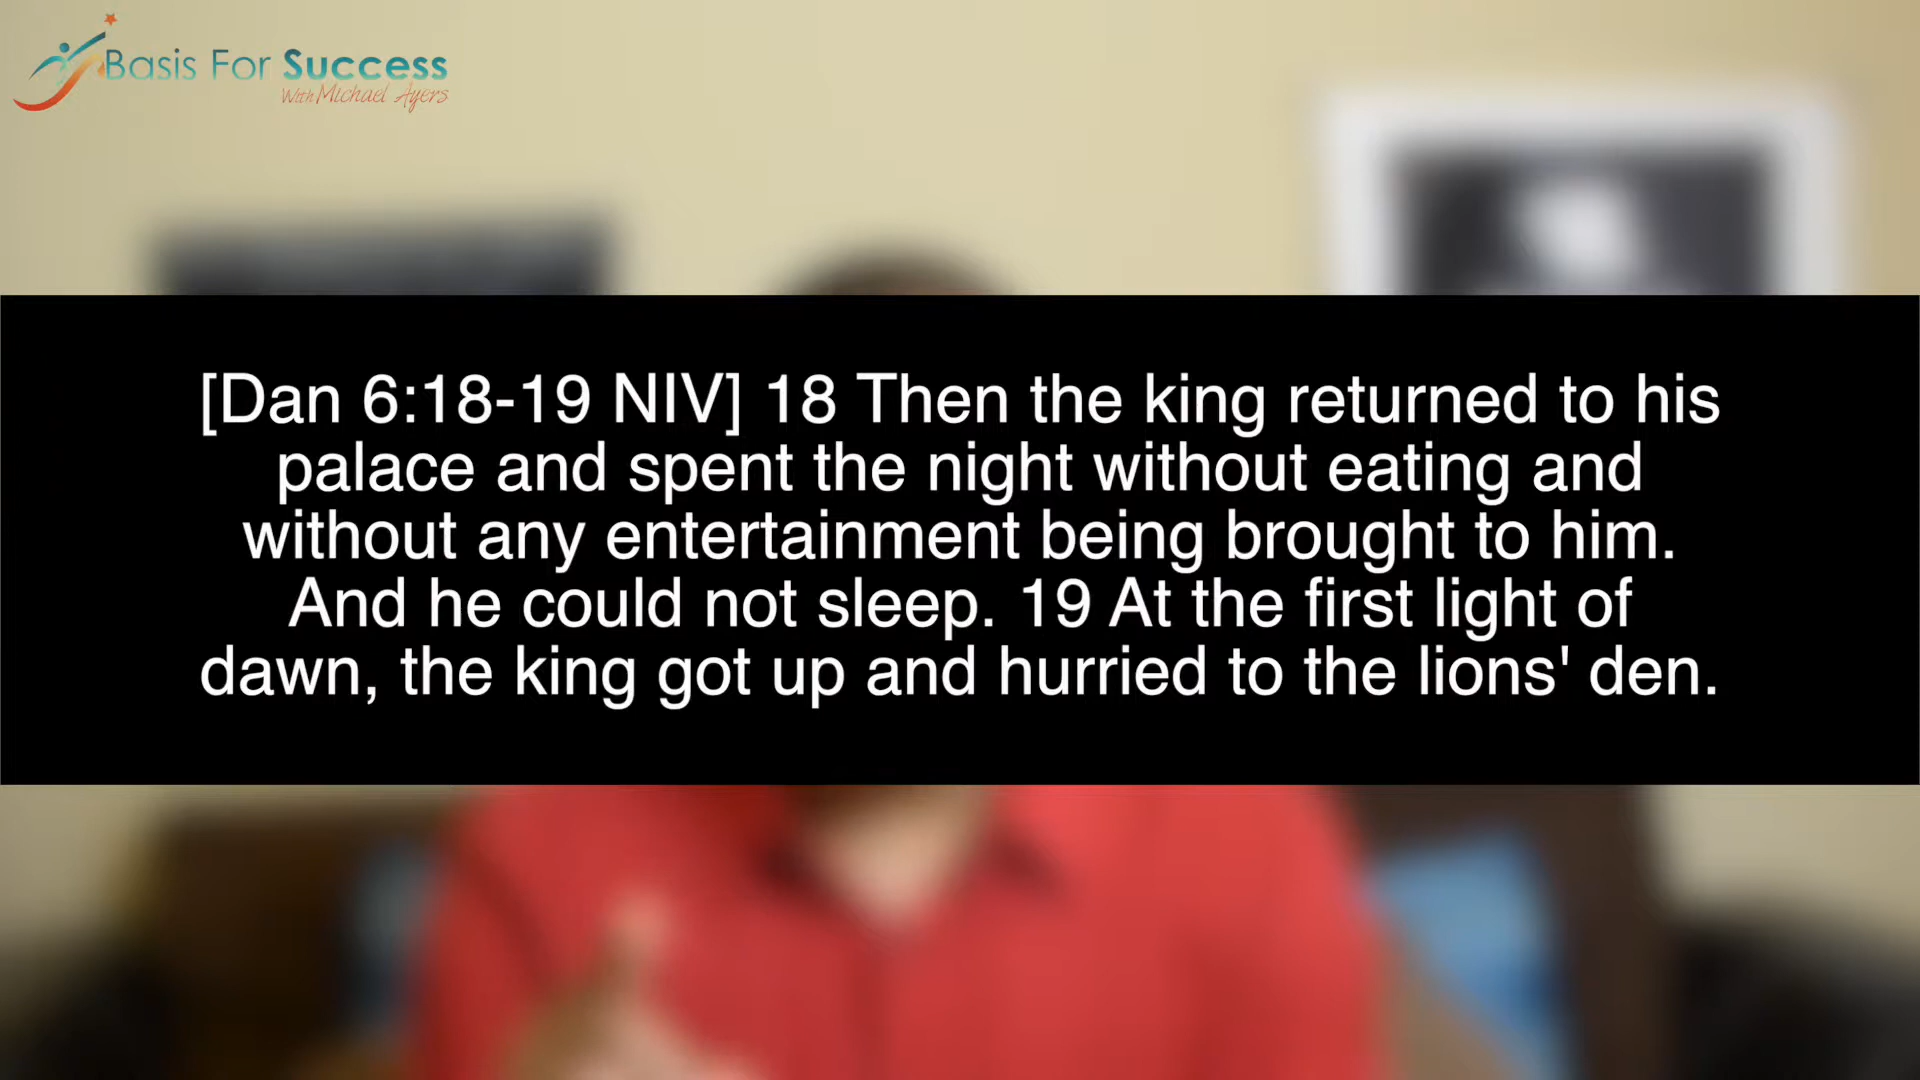 Basis For Success
With Michael Ayers
[Dan 6:18-19 NIV] 18 Then the king returned to his
palace and spent the night without eating and
without any entertainment being brought to him.
And he could not sleep. 19 At the first light of
dawn, the king got up and hurried to the lions' den.